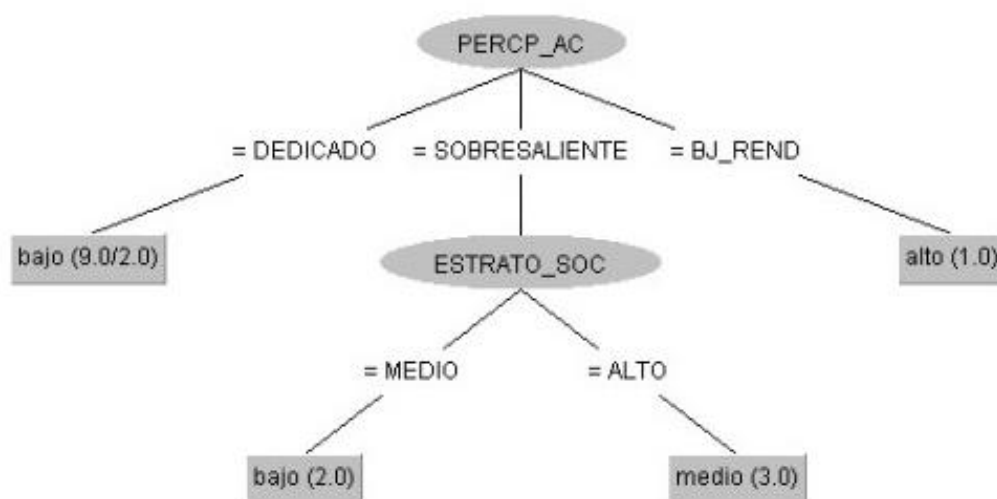 PERCP_AC
= DEDICADO = SOBRESALIENTE = BJ_REND
bajo (9.0/2.0)
ESTRATO_SOC
alto (1.0)
= MEDIO = ALTO
bajo (2.0)
medio (3.0)